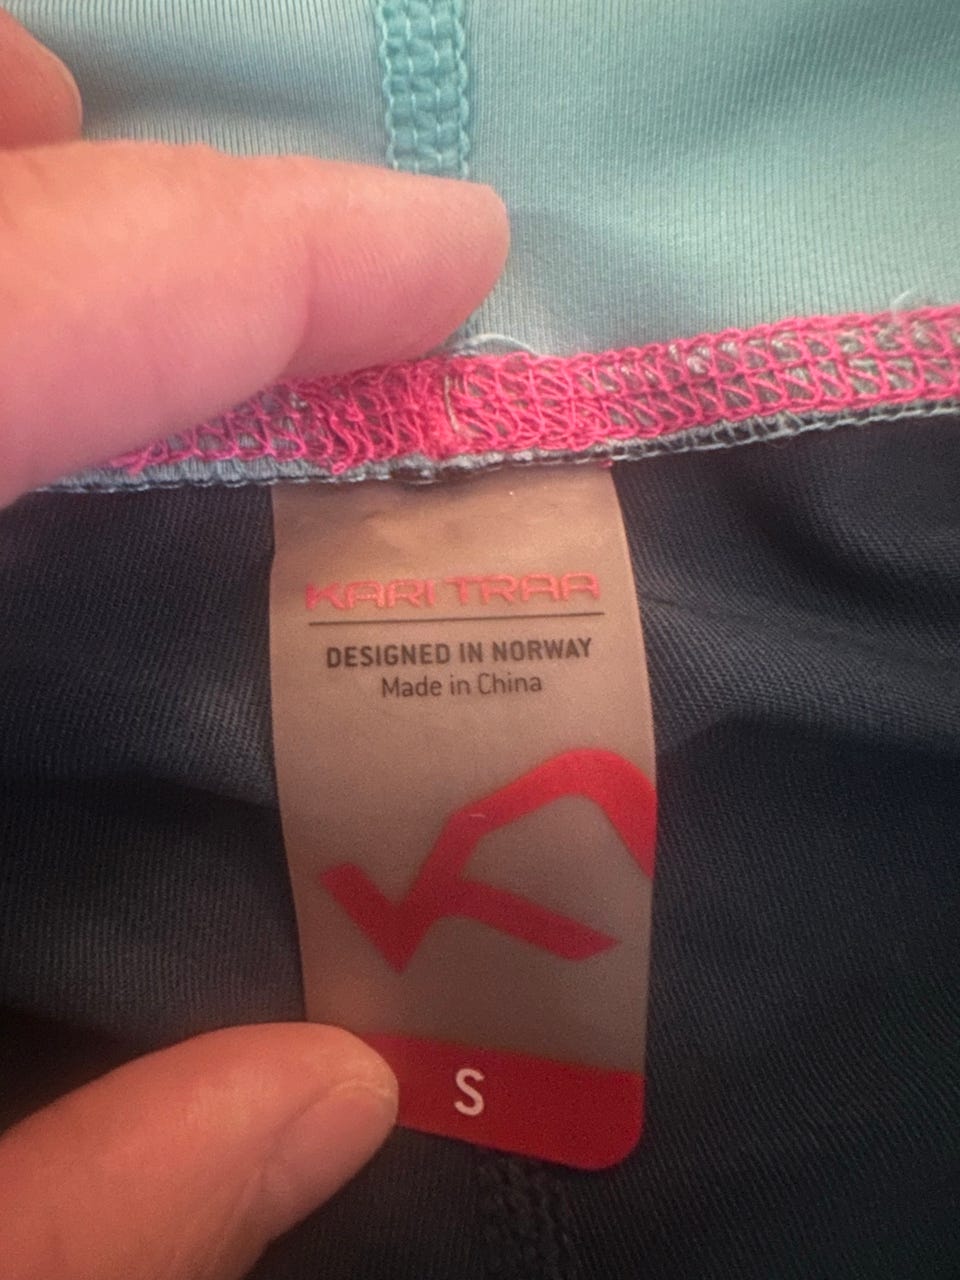 KARI TRAA
DESIGNED IN NORWAY
Made in China
S